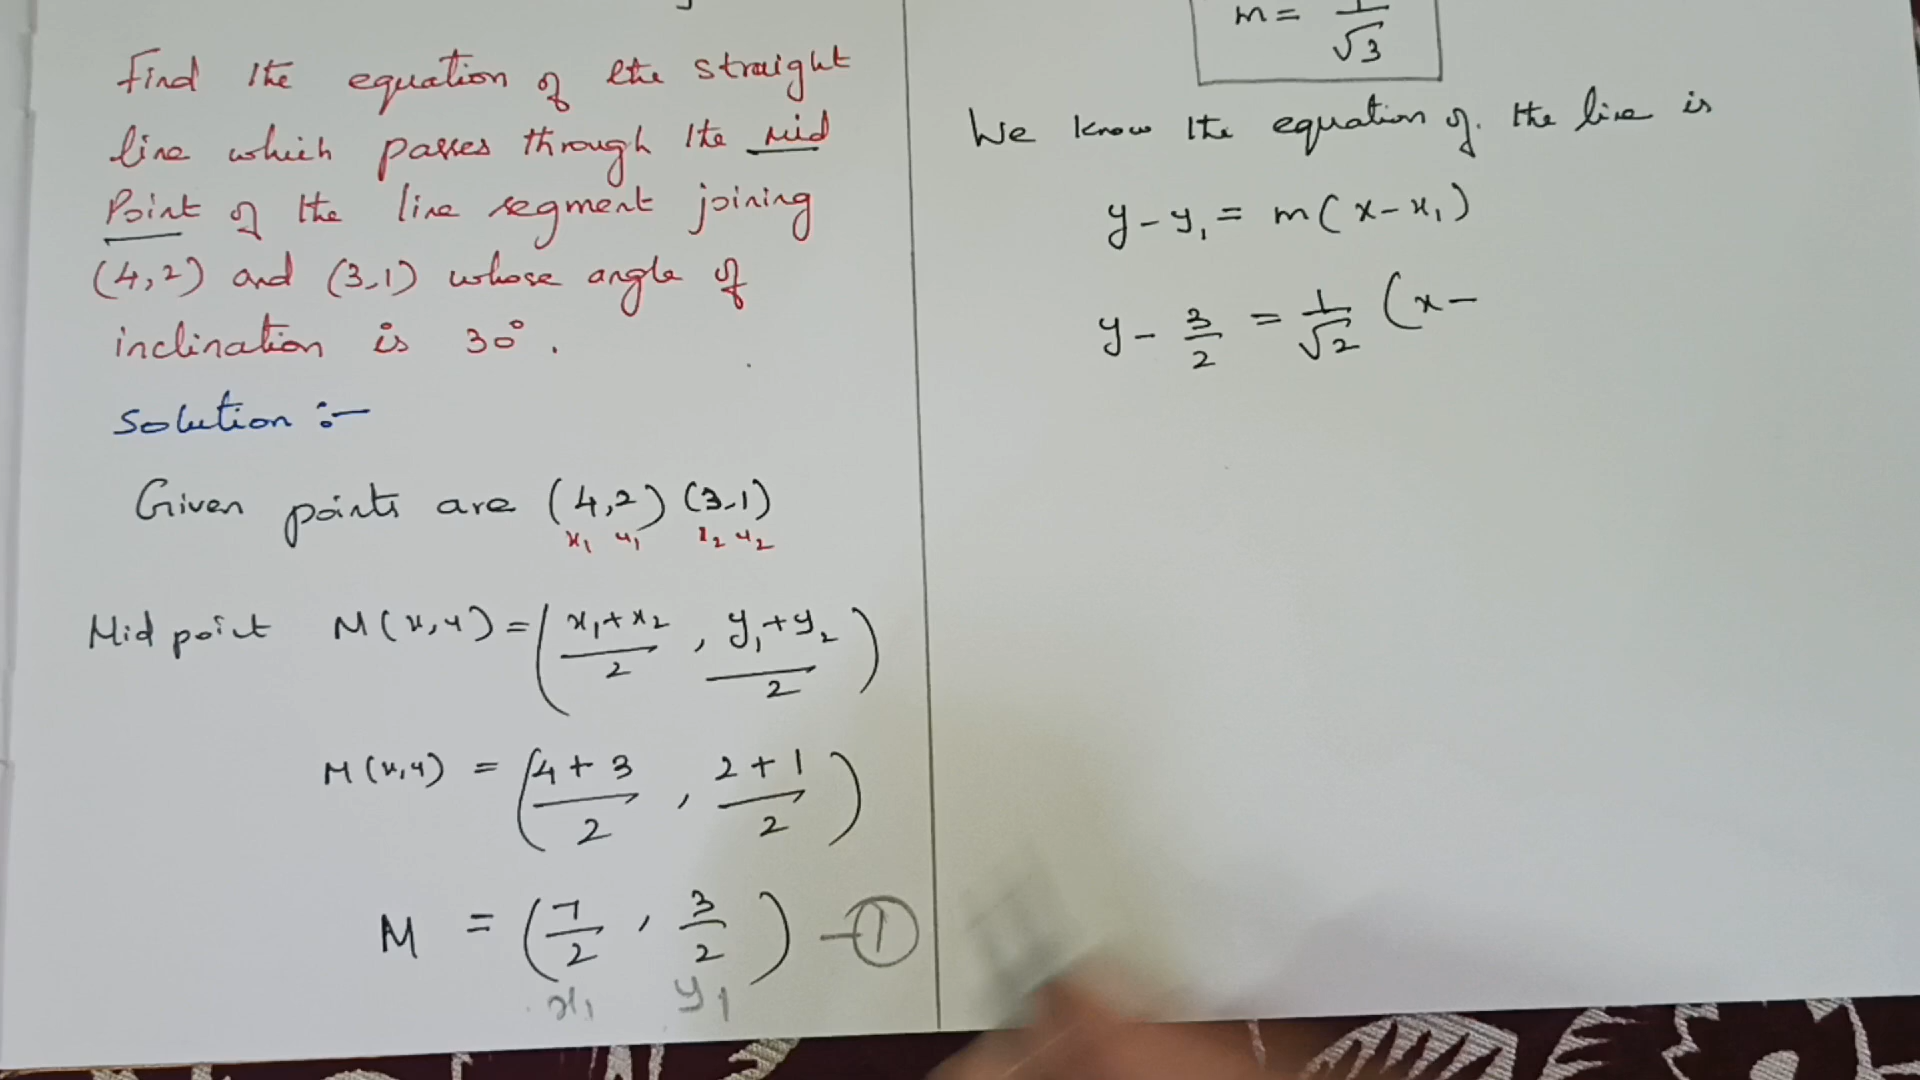 Find the equation of the straight
line which passes through the mid
Point of the line segment joining
(4,2) and (3,1) whose angle of
inclination is 30°.
Solution :-
Given points are (4,2) (3,1)
x₁ y₁ x₂ y₂
Mid point M(x,y) = ( x₁+x₂ / 2 , y₁+y₂ / 2 )
M(x,y) = ( 4+3 / 2 , 2+1 / 2 )
M = ( 7/2 , 3/2 ) - ①
x₁ y₁
m = 1/√3
We know the equation of the line is
y-y₁ = m(x-x₁)
y - 3/2 = 1/√2 (x-